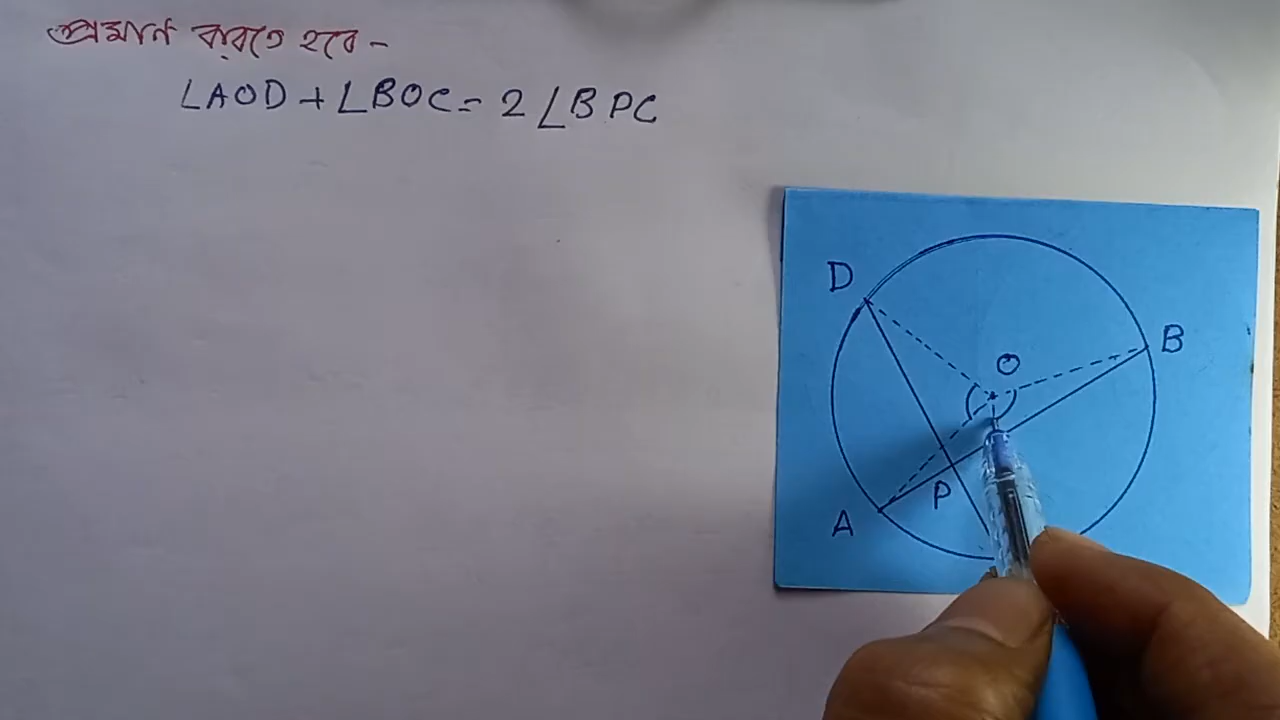 প্রমাণ করতে হবে -
∠AOD + ∠BOC = 2 ∠BPC
D
B
O
P
A